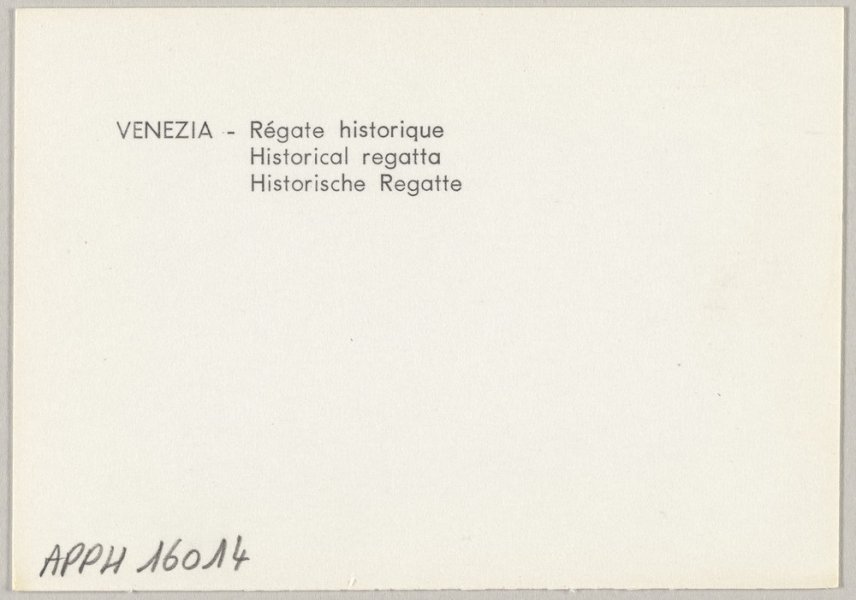 VENEZIA - Régate historique
Historical regatta
Historische Regatte
APPH 16014